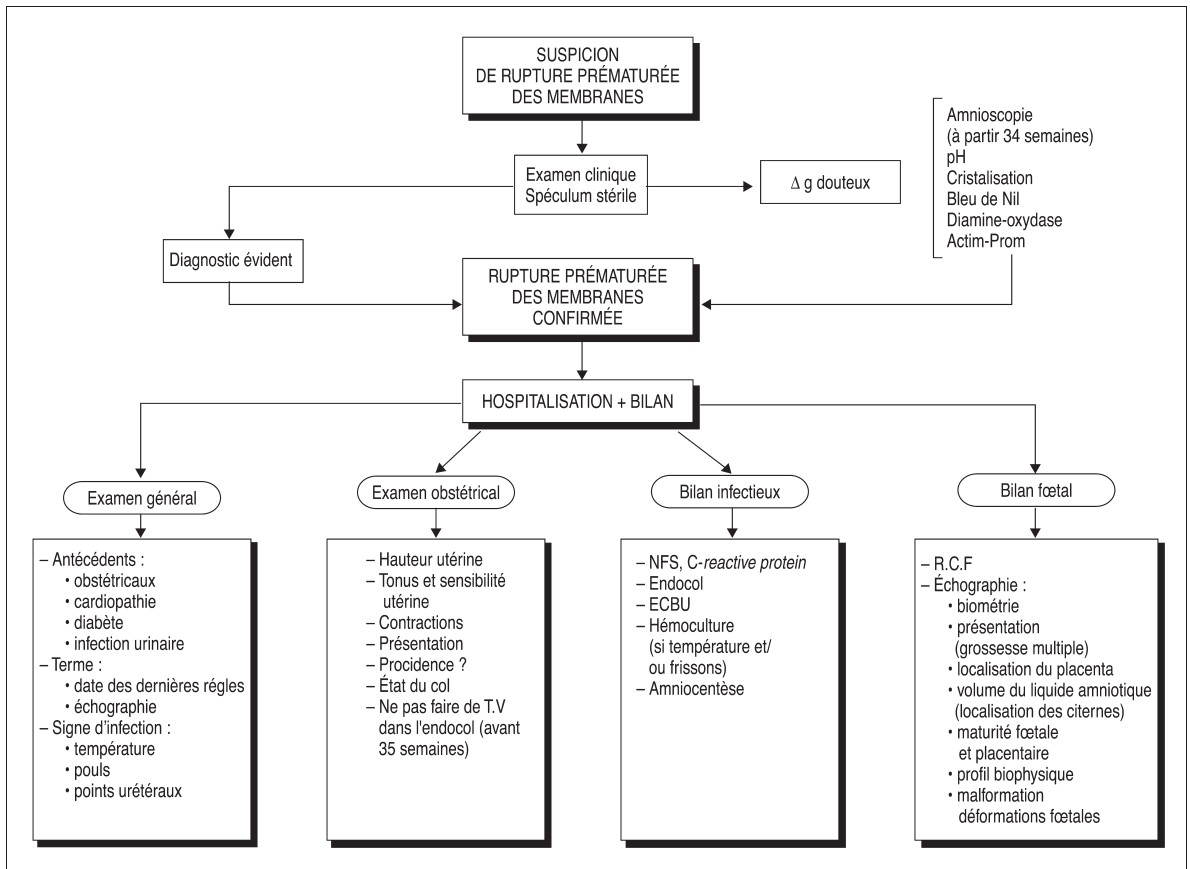 SUSPICION
DE RUPTURE PRÉMATURÉE
DES MEMBRANES
Examen clinique
Spéculum stérile
Δ g douteux
Amnioscopie
(à partir 34 semaines)
pH
Cristalisation
Bleu de Nil
Diamine-oxydase
Actim-Prom
Diagnostic évident
RUPTURE PRÉMATURÉE
DES MEMBRANES
CONFIRMÉE
HOSPITALISATION + BILAN
Examen général
– Antécédents :
• obstétricaux
• cardiopathie
• diabète
• infection urinaire
– Terme :
• date des dernières régles
• échographie
– Signe d'infection :
• température
• pouls
• points urétéraux
Examen obstétrical
– Hauteur utérine
– Tonus et sensibilité
utérine
– Contractions
– Présentation
– Procidence ?
– État du col
– Ne pas faire de T.V
dans l'endocol (avant
35 semaines)
Bilan infectieux
– NFS, C-reactive protein
– Endocol
– ECBU
– Hémoculture
(si température et/
ou frissons)
– Amniocentèse
Bilan fœtal
– R.C.F
– Échographie :
• biométrie
• présentation
(grossesse multiple)
• localisation du placenta
• volume du liquide amniotique
(localisation des citernes)
• maturité fœtale
et placentaire
• profil biophysique
• malformation
déformations fœtales